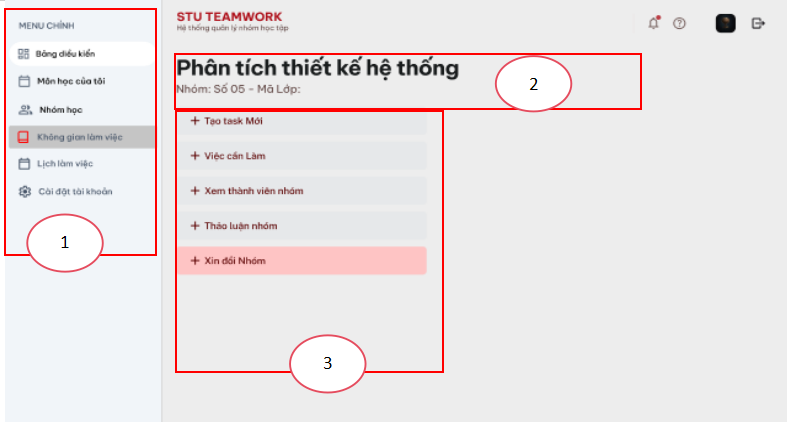 MENU CHÍNH
Bảng điều kiển
Môn học của tôi
Nhóm học
Không gian làm việc
Lịch làm việc
Cài đặt tài khoản
1
STU TEAMWORK
Hệ thống quản lý nhóm học tập
Phân tích thiết kế hệ thống
Nhóm: Số 05 - Mã Lớp:
2
+ Tạo task Mới
+ Việc cần Làm
+ Xem thành viên nhóm
+ Thảo luận nhóm
+ Xin đổi Nhóm
3